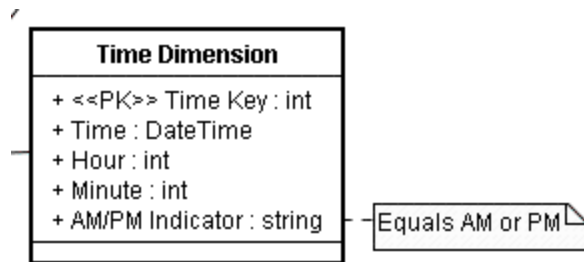 Time Dimension
+ <<PK>> Time Key : int
+ Time : DateTime
+ Hour : int
+ Minute : int
+ AM/PM Indicator : string
Equals AM or PM